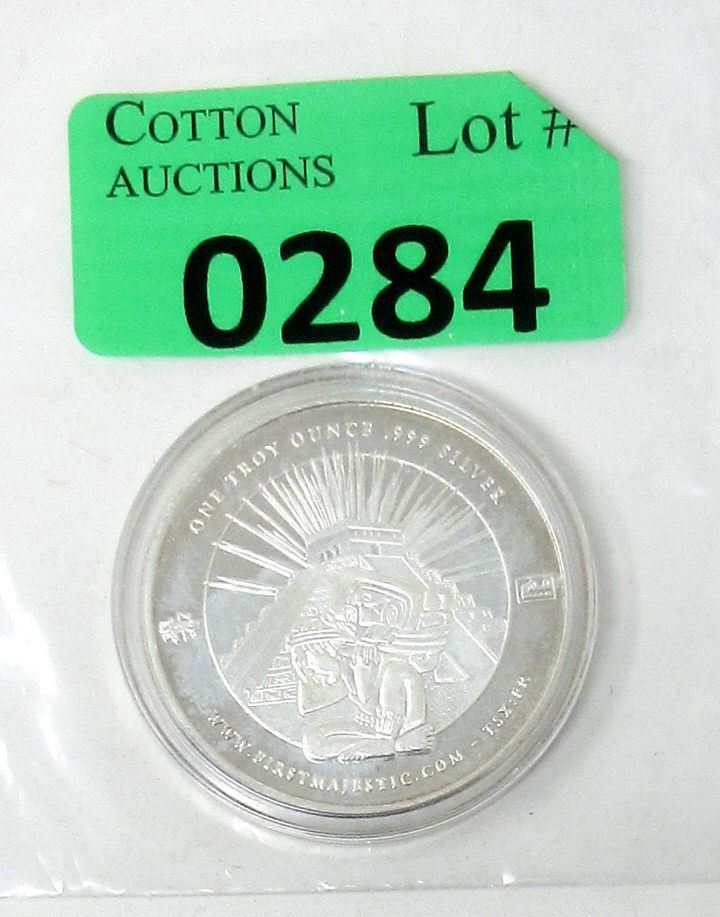 COTTON
AUCTIONS
Lot #
0284
ONE TROY OUNCE .999 SILVER
WWW.FIRSTMAJESTIC.COM - TSX:FR